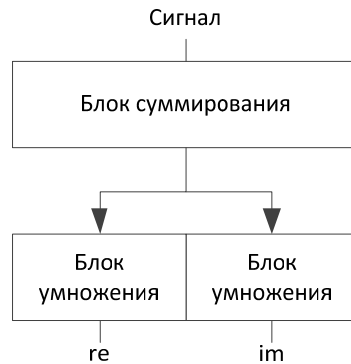 Сигнал
Блок суммирования
Блок
умножения
Блок
умножения
re
im